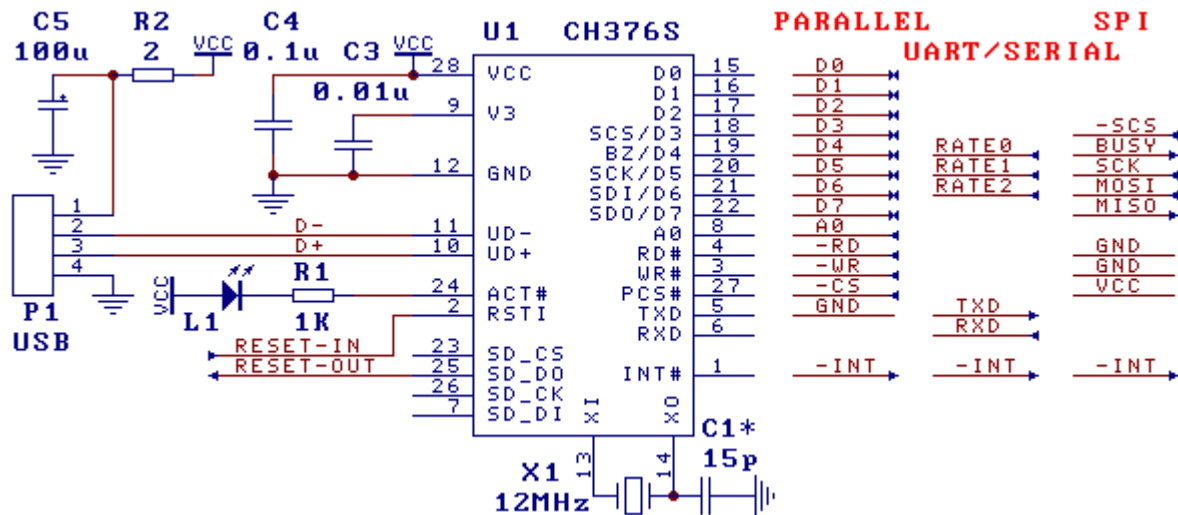 C5
100u
R2
2
VCC
C4
0.1u
C3
0.01u
VCC
U1 CH376S
PARALLEL
UART/SERIAL
SPI
28 VCC
9 V3
12 GND
11 UD-
10 UD+
24 ACT#
2 RSTI
23 SD_CS
25 SD_DO
26 SD_CK
7 SD_DI
D0 15
D1 16
D2 17
SCS/D3 18
BZ/D4 19
SCK/D5 20
SDI/D6 21
SDO/D7 22
A0 8
RD# 4
WR# 3
PCS# 27
TXD 5
RXD 6
INT# 1
XI
XO
13
14
1
2
3
4
P1
USB
D-
D+
VCC
L1
R1
1K
RESET-IN
RESET-OUT
X1
12MHz
C1*
15p
D0
D1
D2
D3
D4
D5
D6
D7
A0
-RD
-WR
-CS
GND
-INT
RATE0
RATE1
RATE2
TXD
RXD
-INT
-SCS
BUSY
SCK
MOSI
MISO
GND
GND
VCC
-INT